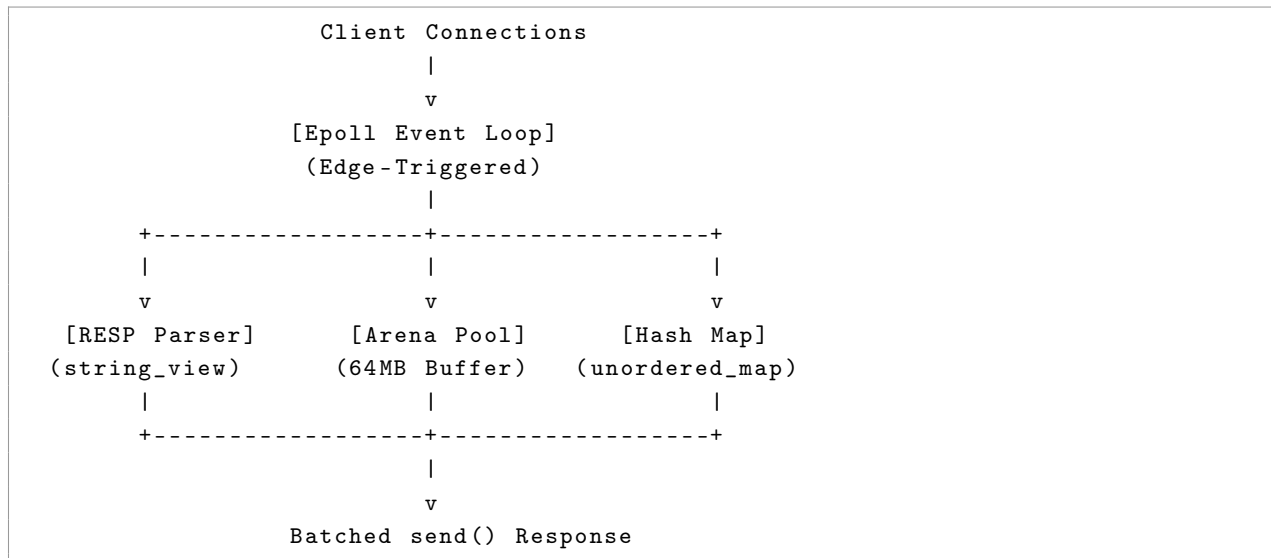 Client Connections
|
v
[Epoll Event Loop]
(Edge-Triggered)
|
+------------------+------------------+
| | |
v v v
[RESP Parser] [Arena Pool] [Hash Map]
(string_view) (64MB Buffer) (unordered_map)
| | |
+------------------+------------------+
|
v
Batched send() Response